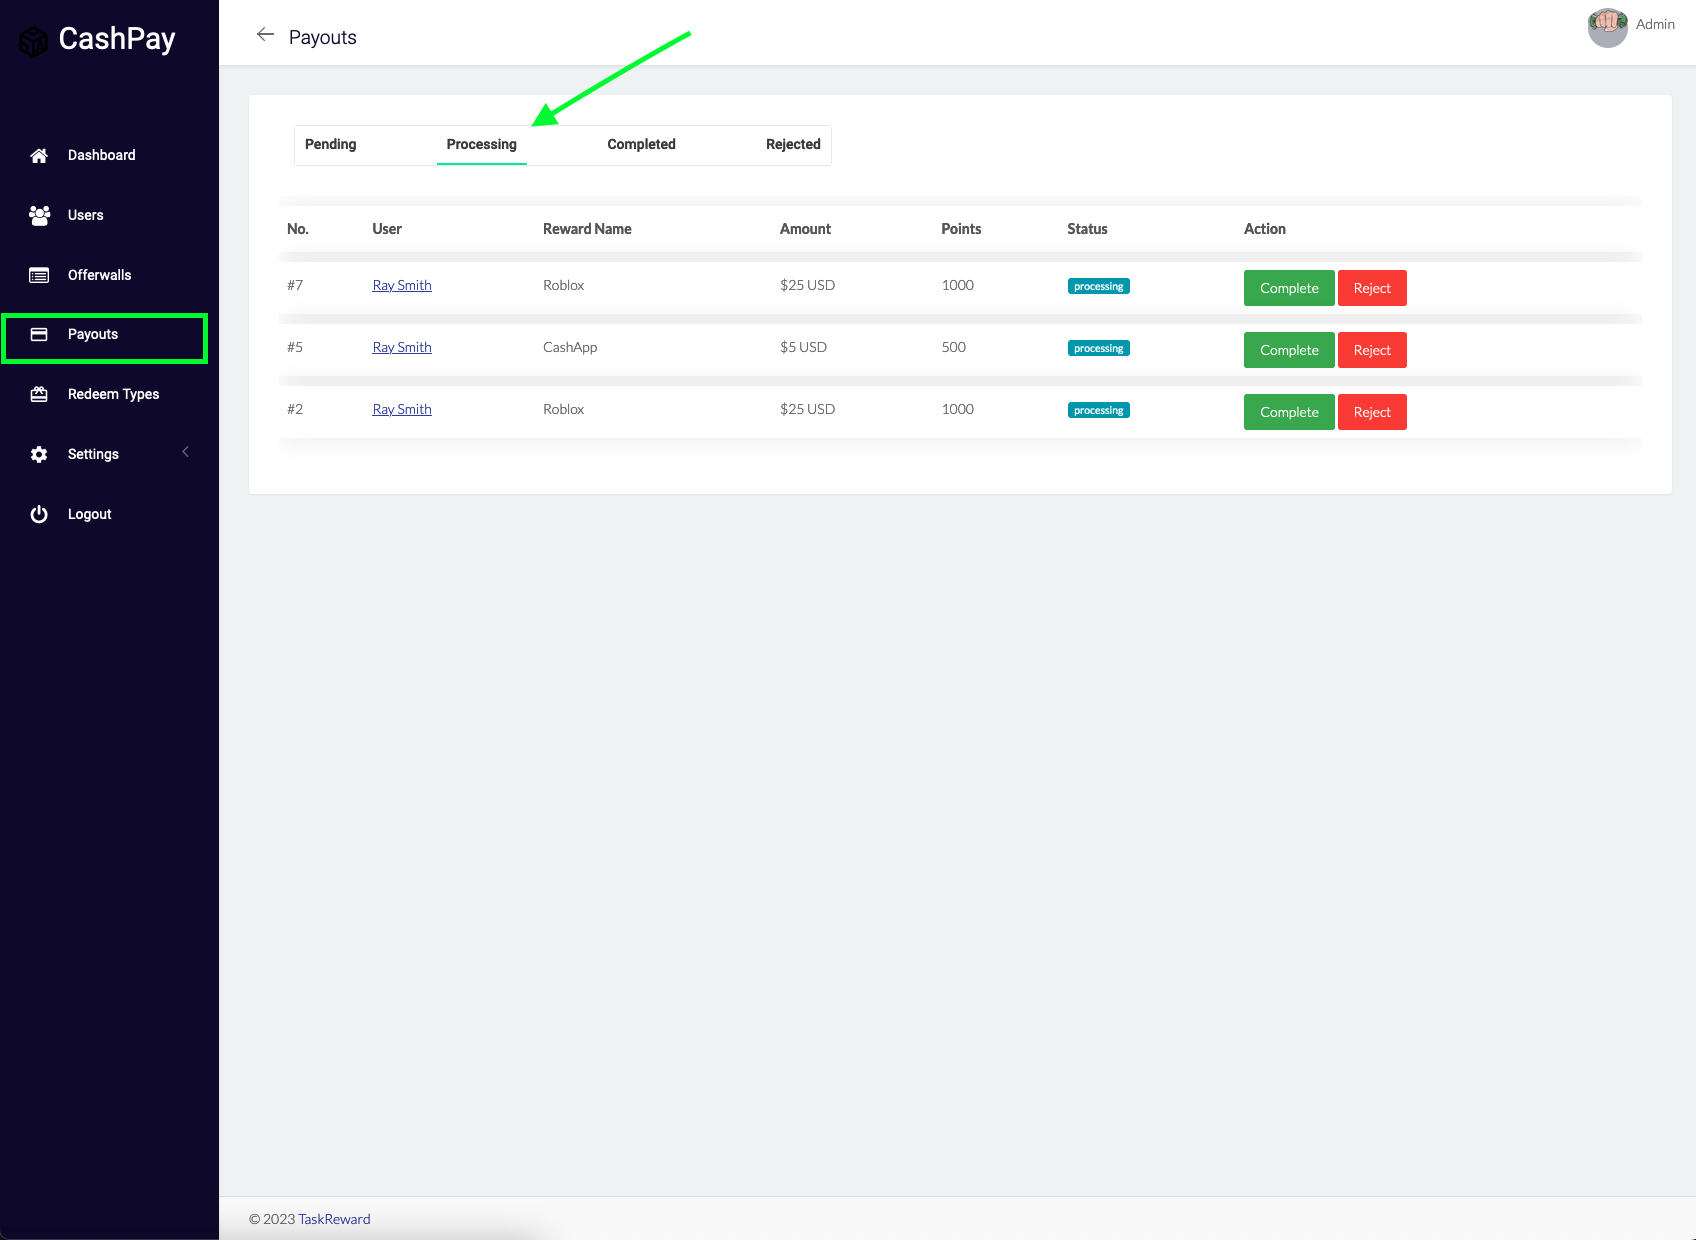 CashPay
Payouts
Admin
Dashboard
Users
Offerwalls
Payouts
Redeem Types
Settings
Logout
Pending Processing Completed Rejected
No. User Reward Name Amount Points Status Action
#7 Ray Smith Roblox $25 USD 1000 processing Complete Reject
#5 Ray Smith CashApp $5 USD 500 processing Complete Reject
#2 Ray Smith Roblox $25 USD 1000 processing Complete Reject
© 2023 TaskReward